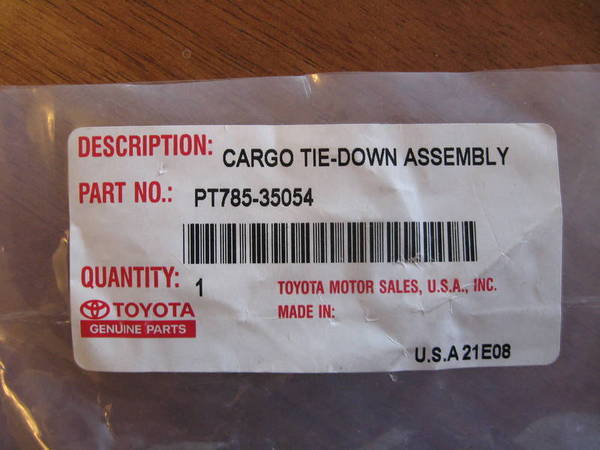 DESCRIPTION: CARGO TIE-DOWN ASSEMBLY
PART NO.: PT785-35054
QUANTITY: 1
TOYOTA MOTOR SALES, U.S.A., INC.
TOYOTA
MADE IN:
GENUINE PARTS
U.S.A 21E08